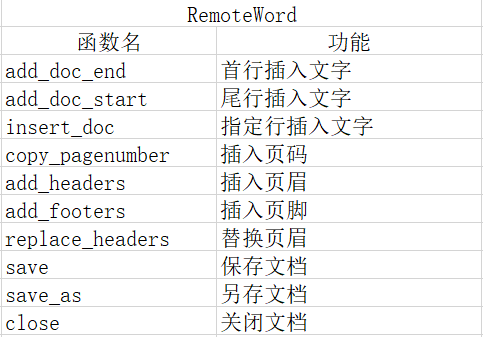 RemoteWord
函数名 功能
add_doc_end 首行插入文字
add_doc_start 尾行插入文字
insert_doc 指定行插入文字
copy_pagenumber 插入页码
add_headers 插入页眉
add_footers 插入页脚
replace_headers 替换页眉
save 保存文档
save_as 另存文档
close 关闭文档